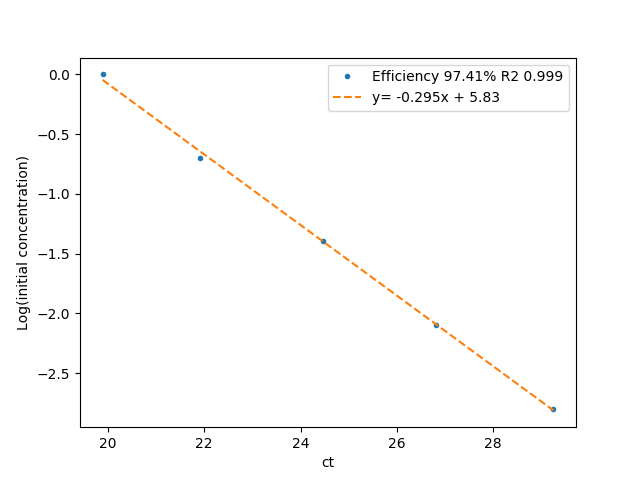 Efficiency 97.41% R2 0.999
y= -0.295x + 5.83
0.0
−0.5
−1.0
−1.5
−2.0
−2.5
Log(initial concentration)
20 22 24 26 28
ct